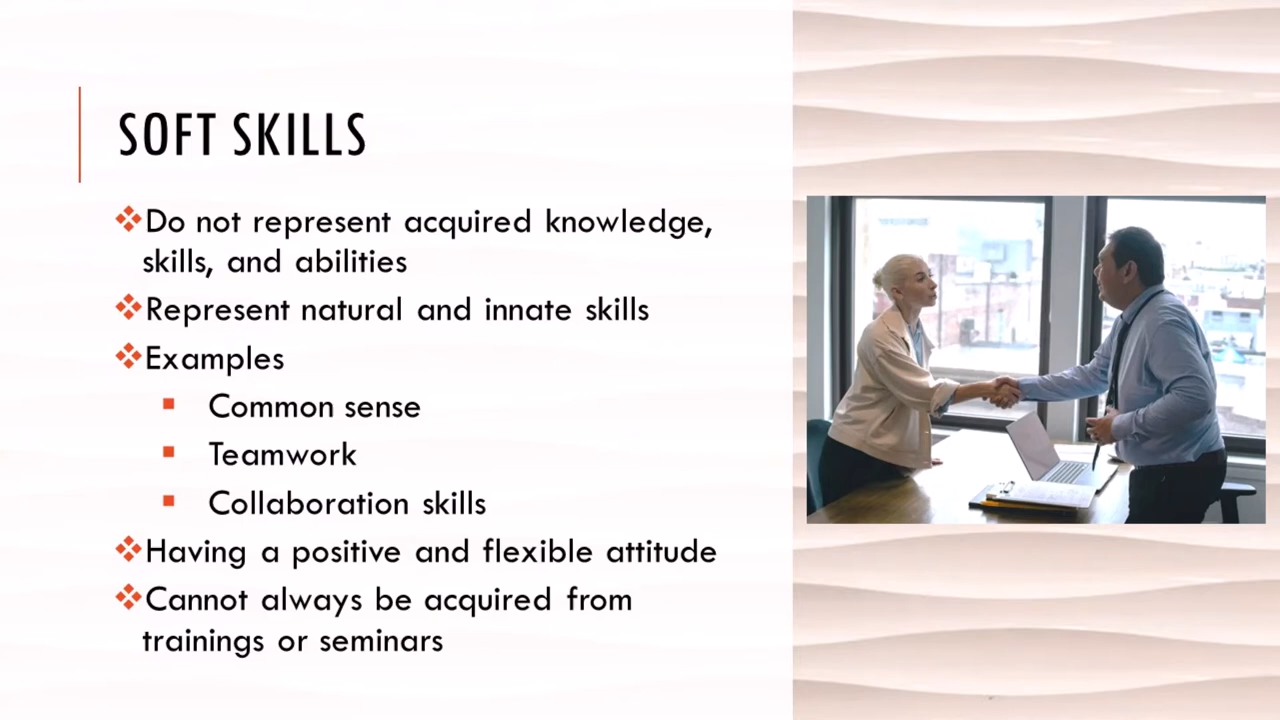 SOFT SKILLS
❖Do not represent acquired knowledge,
skills, and abilities
❖Represent natural and innate skills
❖Examples
▪ Common sense
▪ Teamwork
▪ Collaboration skills
❖Having a positive and flexible attitude
❖Cannot always be acquired from
trainings or seminars